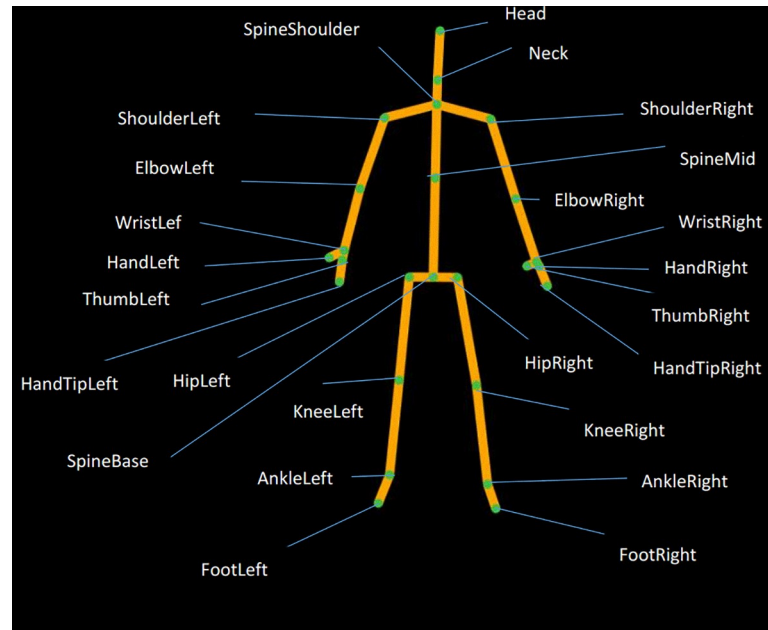 Head
SpineShoulder
Neck
ShoulderLeft
ShoulderRight
SpineMid
ElbowLeft
ElbowRight
WristLef
WristRight
HandLeft
HandRight
ThumbLeft
ThumbRight
HandTipLeft
HipLeft
HipRight
HandTipRight
KneeLeft
KneeRight
SpineBase
AnkleLeft
AnkleRight
FootRight
FootLeft